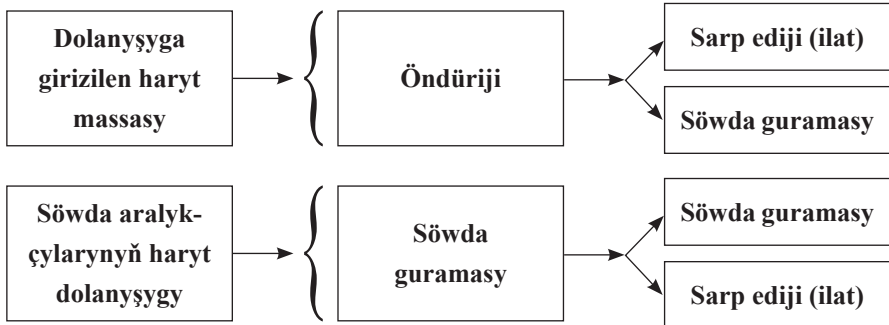 Dolanyşyga
girizilen haryt
massasy
Öndüriji
Sarp ediji (ilat)
Söwda guramasy
Söwda aralyk-
çylarynyň haryt
dolanyşygy
Söwda
guramasy
Söwda guramasy
Sarp ediji (ilat)